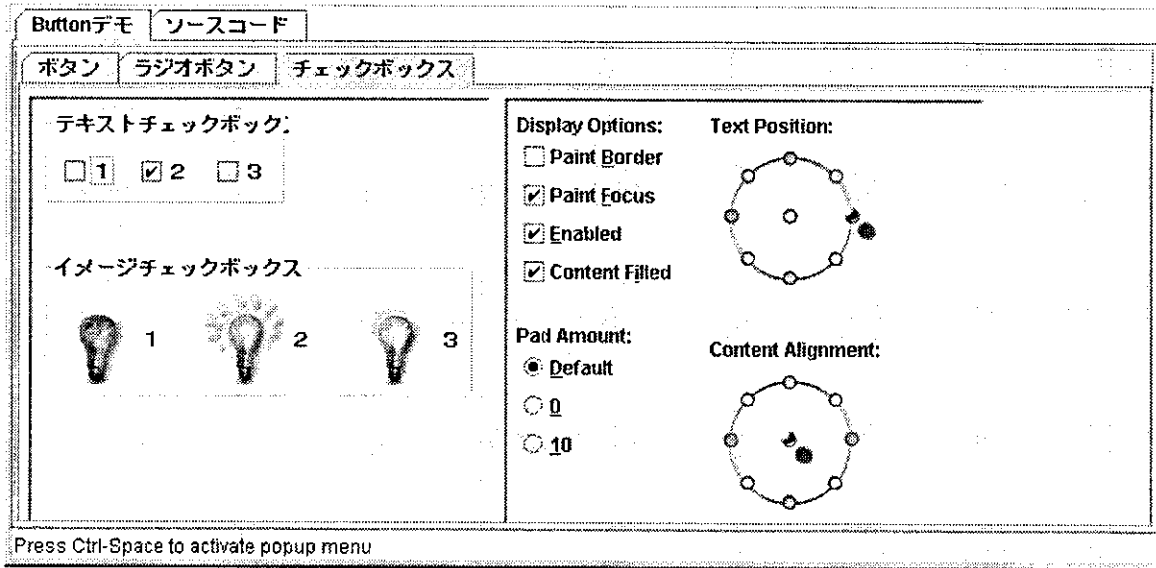 Buttonデモ ソースコード
ボタン ラジオボタン チェックボックス
テキストチェックボック
1 2 3
イメージチェックボックス
1 2 3
Display Options:
Paint Border
Paint Focus
Enabled
Content Filled
Pad Amount:
Default
0
10
Text Position:
Content Alignment:
Press Ctrl-Space to activate popup menu